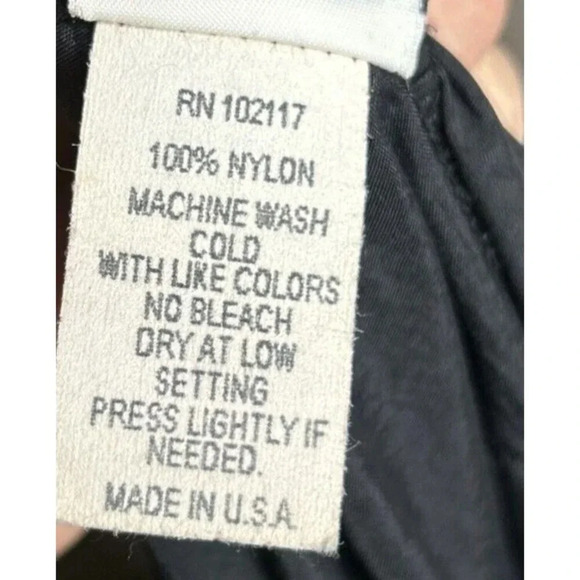 RN 102117
100% NYLON
MACHINE WASH
COLD
WITH LIKE COLORS
NO BLEACH
DRY AT LOW
SETTING
PRESS LIGHTLY IF
NEEDED.
MADE IN U.S.A